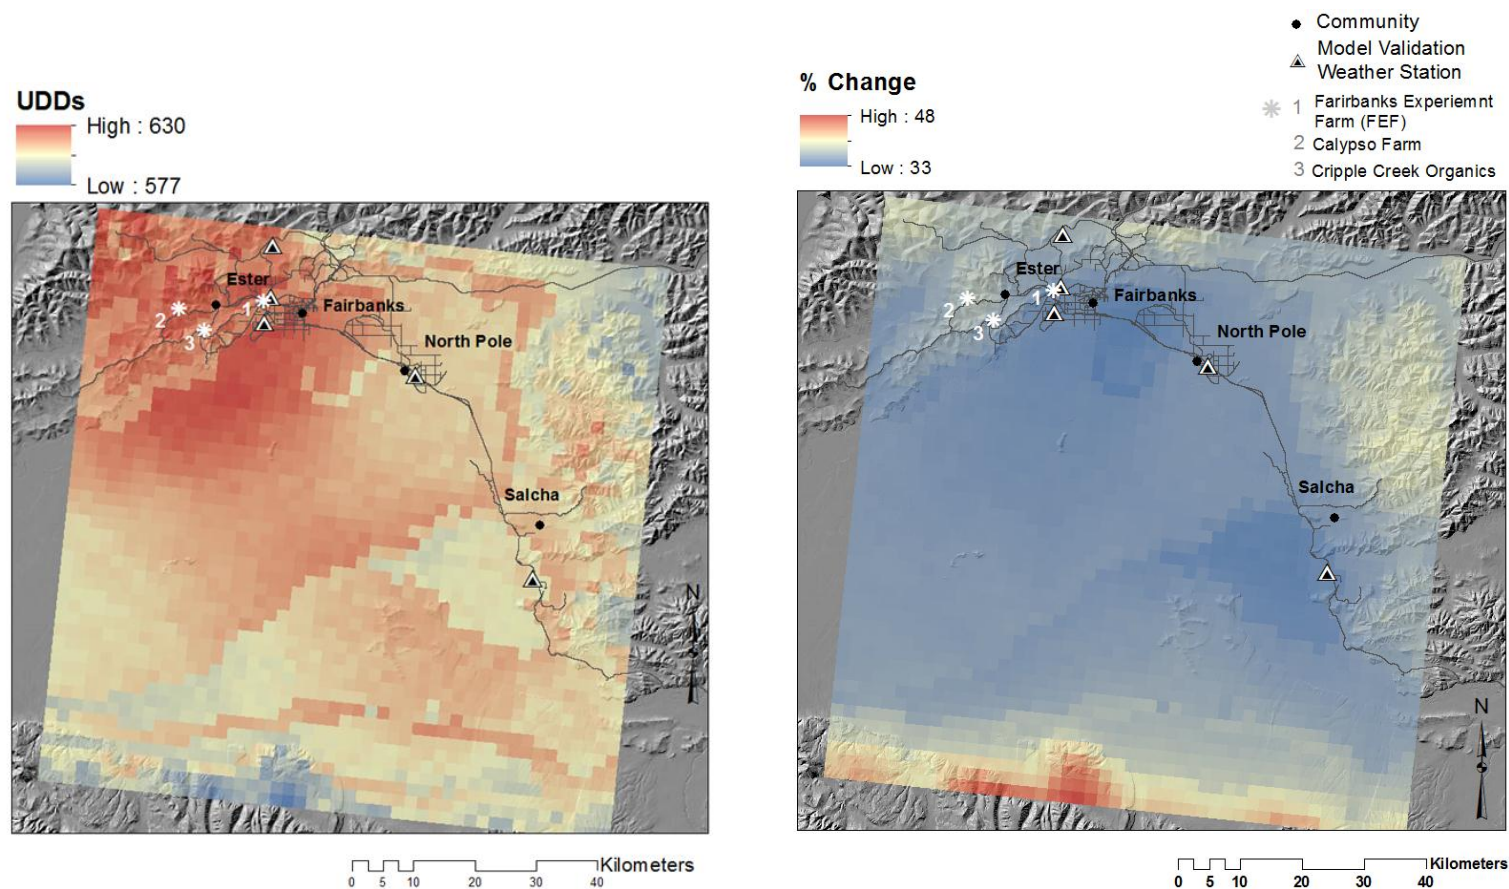 UDDs
High : 630
Low : 577
Ester
Fairbanks
1
2
3
North Pole
Salcha
N
Kilometers
0 5 10 20 30 40
% Change
High : 48
Low : 33
Community
Model Validation
Weather Station
1 Farirbanks Experiemnt
Farm (FEF)
2 Calypso Farm
3 Cripple Creek Organics
Ester
Fairbanks
1
2
3
North Pole
Salcha
N
Kilometers
0 5 10 20 30 40